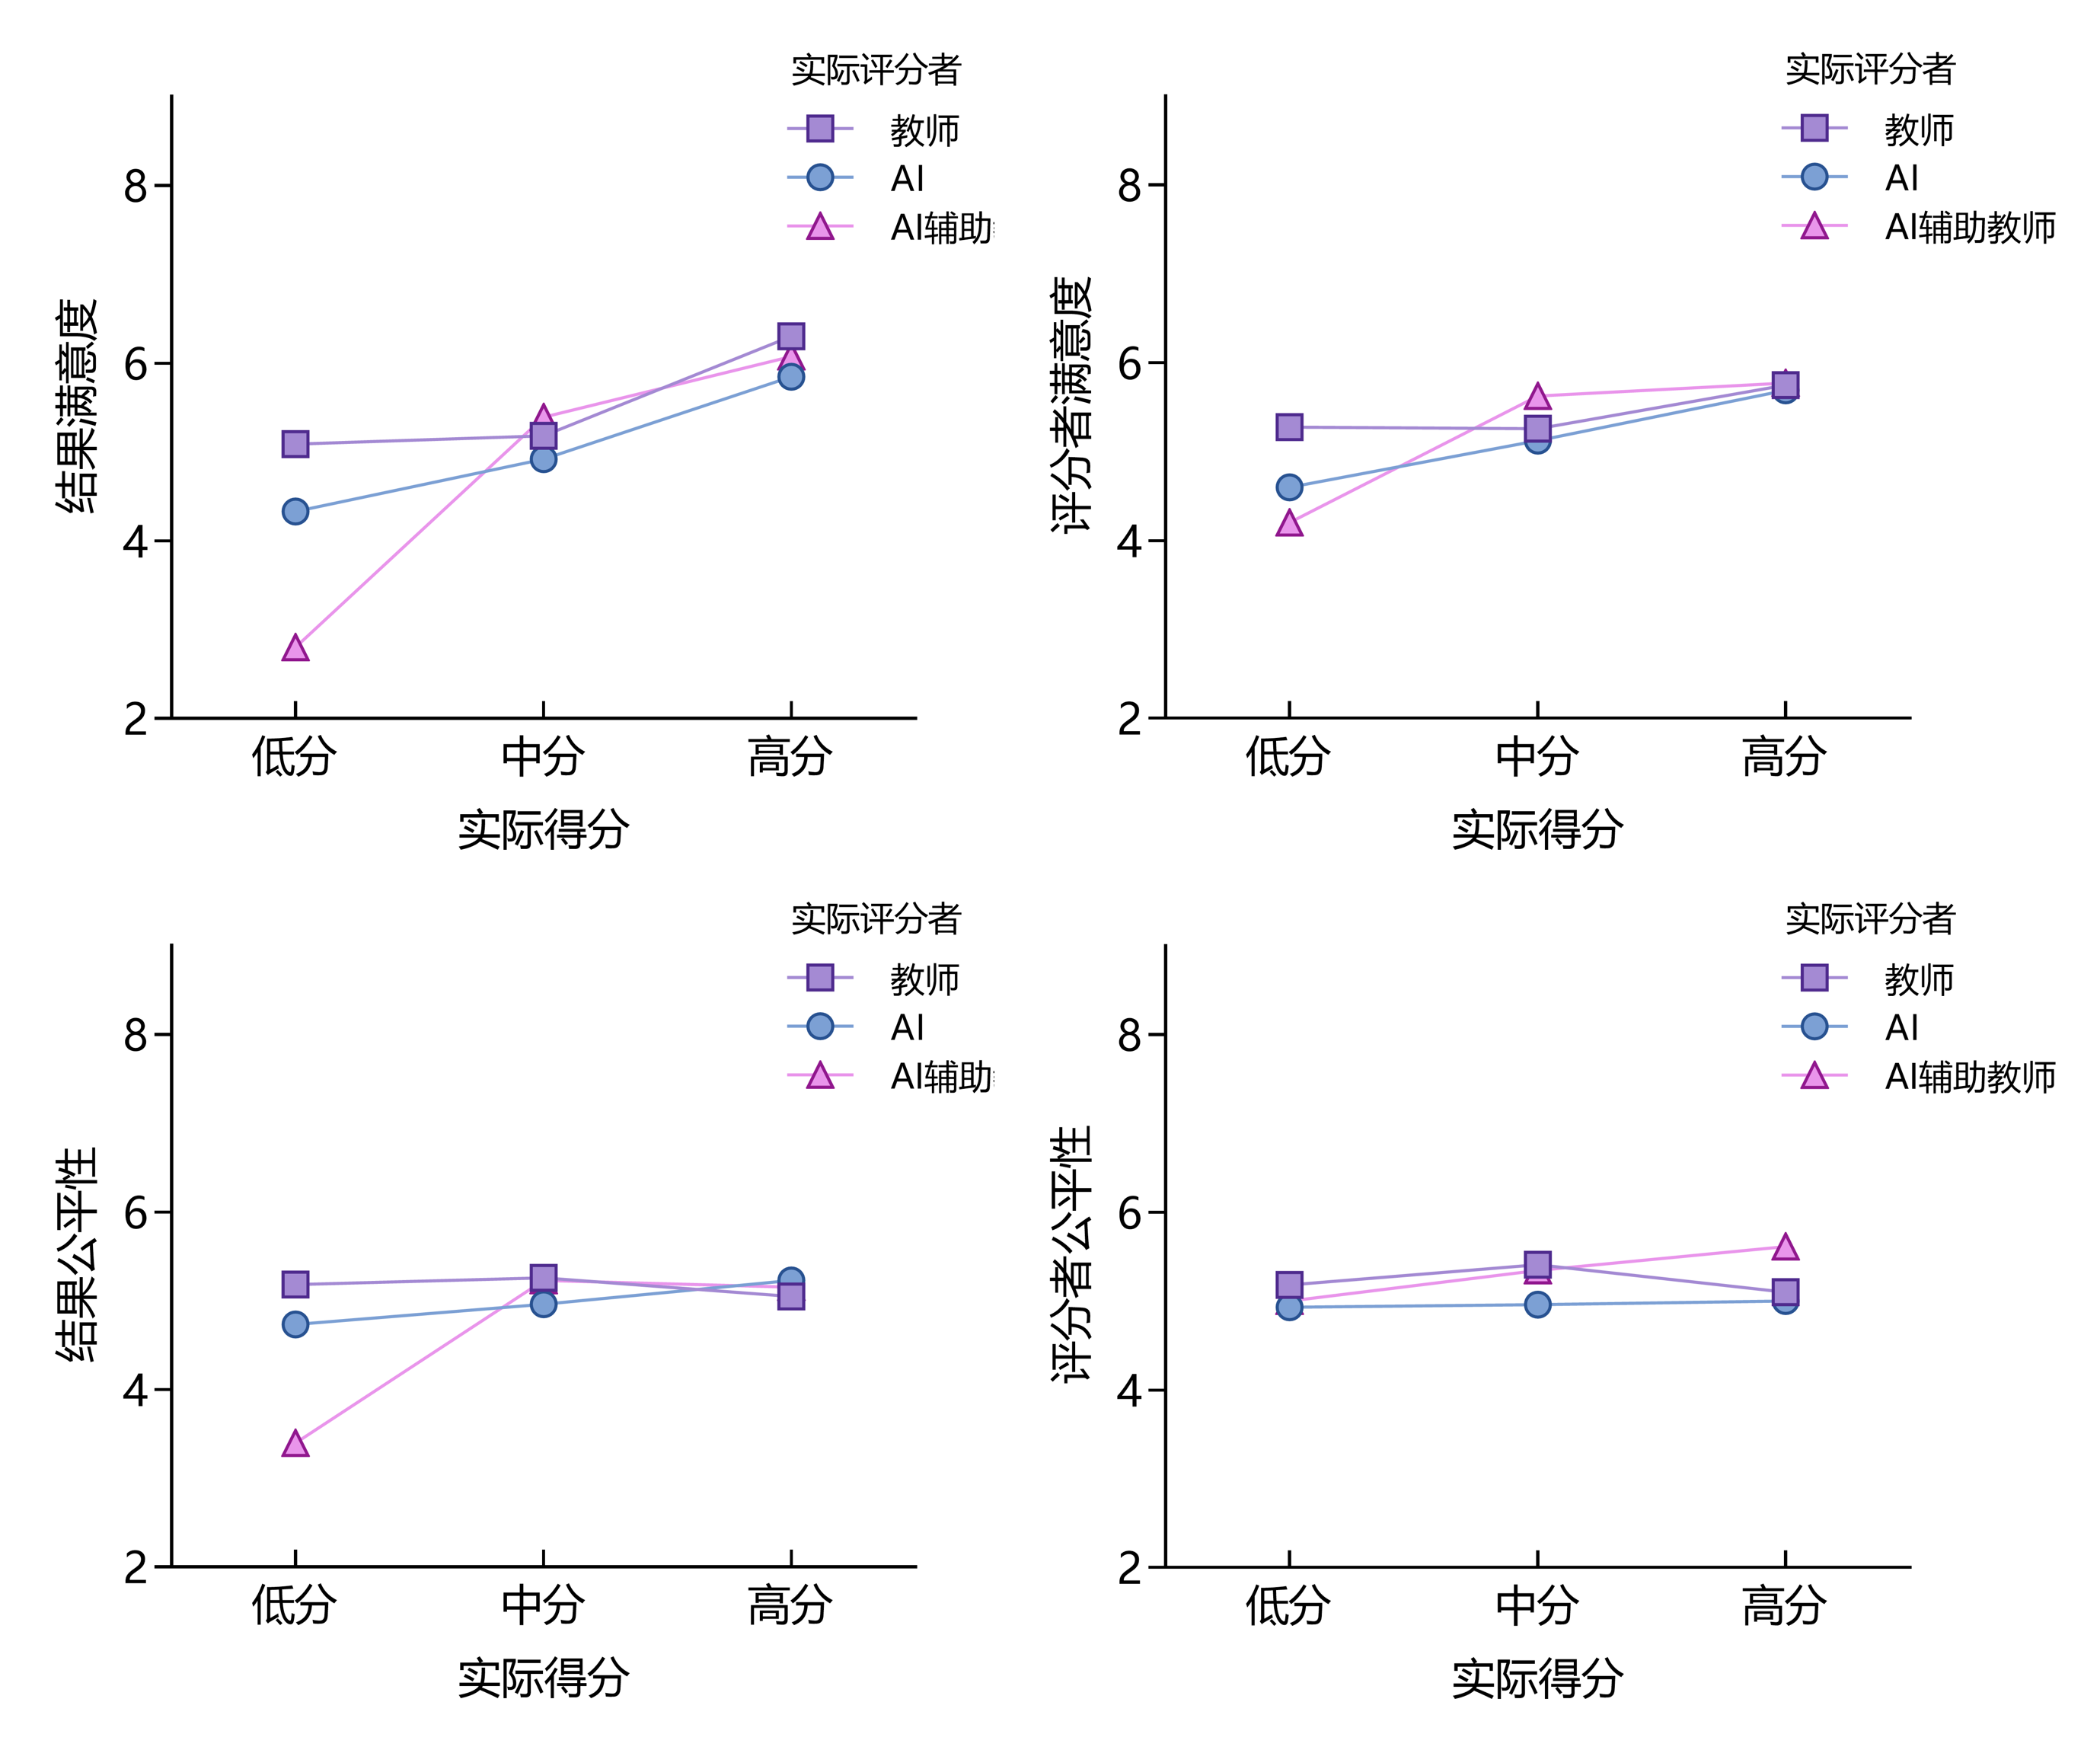 实际评分者
教师
AI
AI辅助
8
6
4
2
结果满意度
低分 中分 高分
实际得分
实际评分者
教师
AI
AI辅助教师
8
6
4
2
评分者满意度
低分 中分 高分
实际得分
实际评分者
教师
AI
AI辅助
8
6
4
2
结果公平性
低分 中分 高分
实际得分
实际评分者
教师
AI
AI辅助教师
8
6
4
2
评分者公平性
低分 中分 高分
实际得分